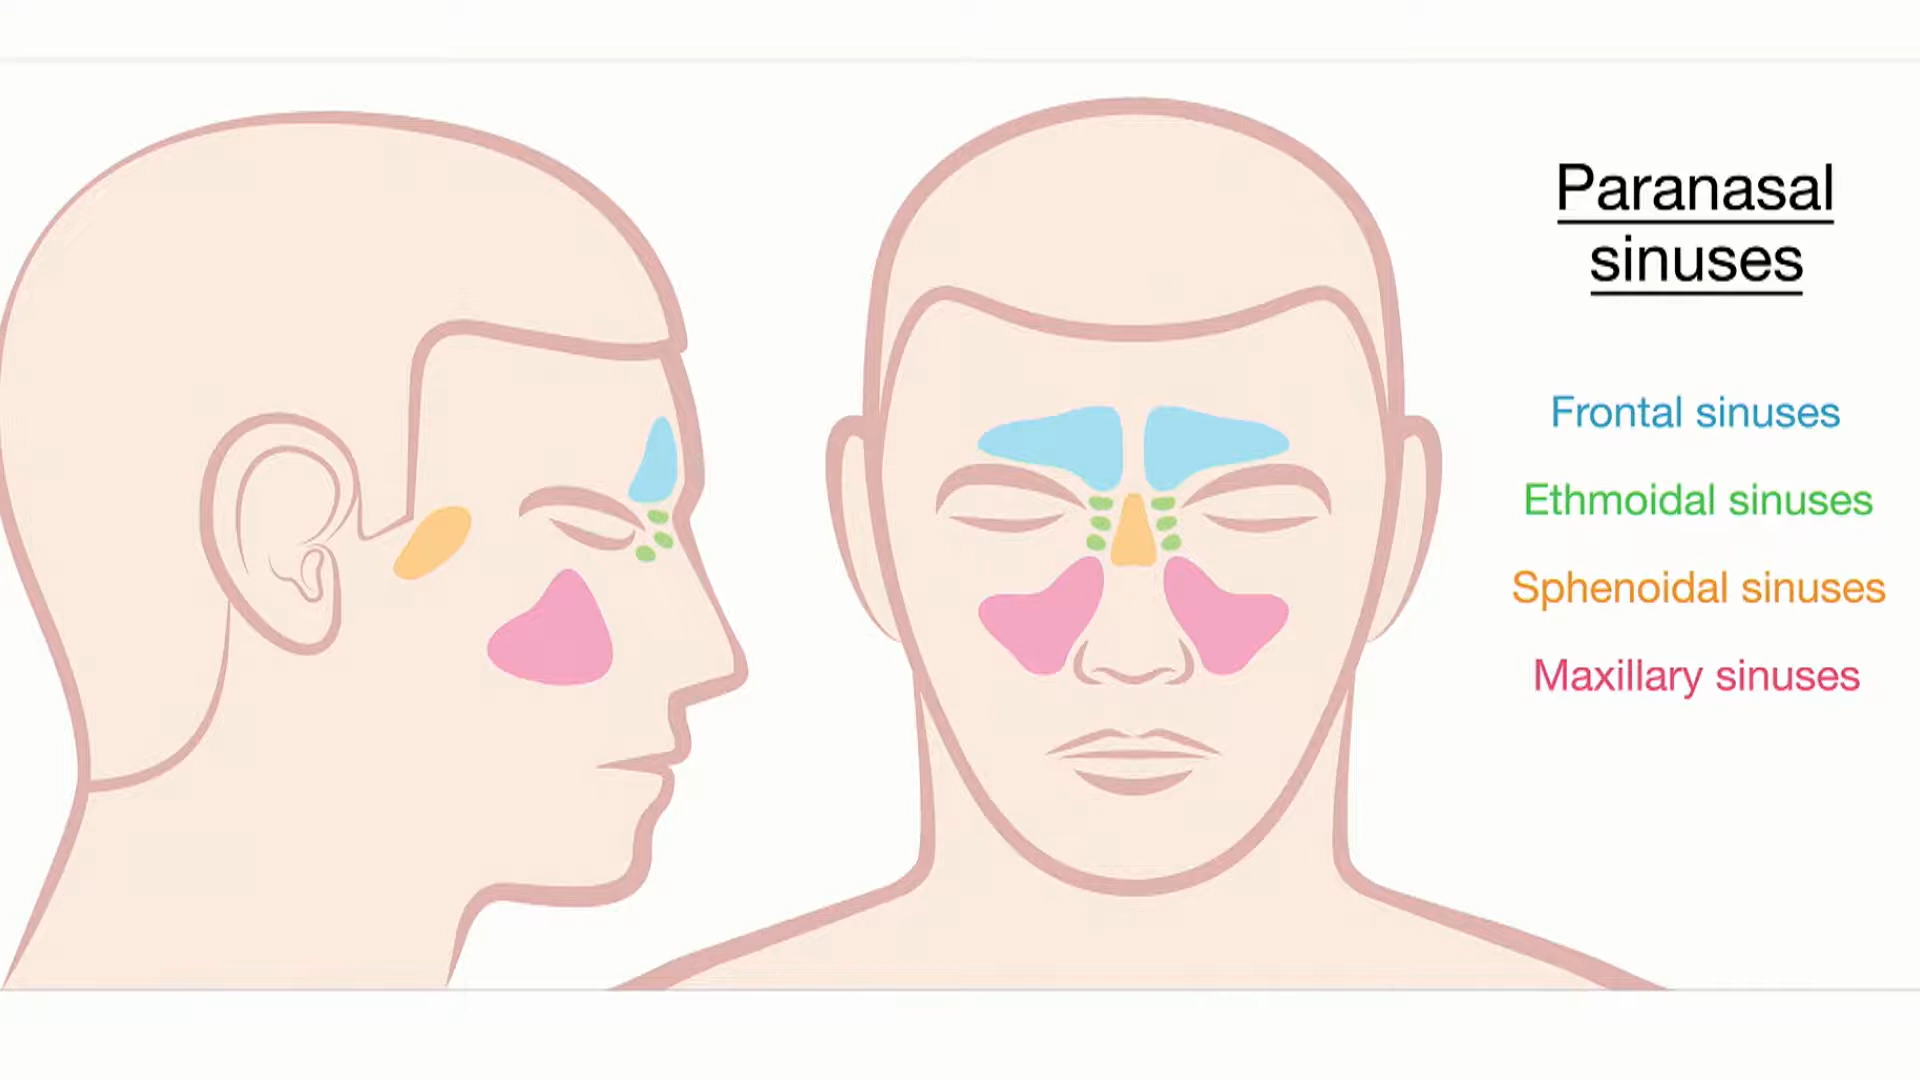 Paranasal
sinuses
Frontal sinuses
Ethmoidal sinuses
Sphenoidal sinuses
Maxillary sinuses